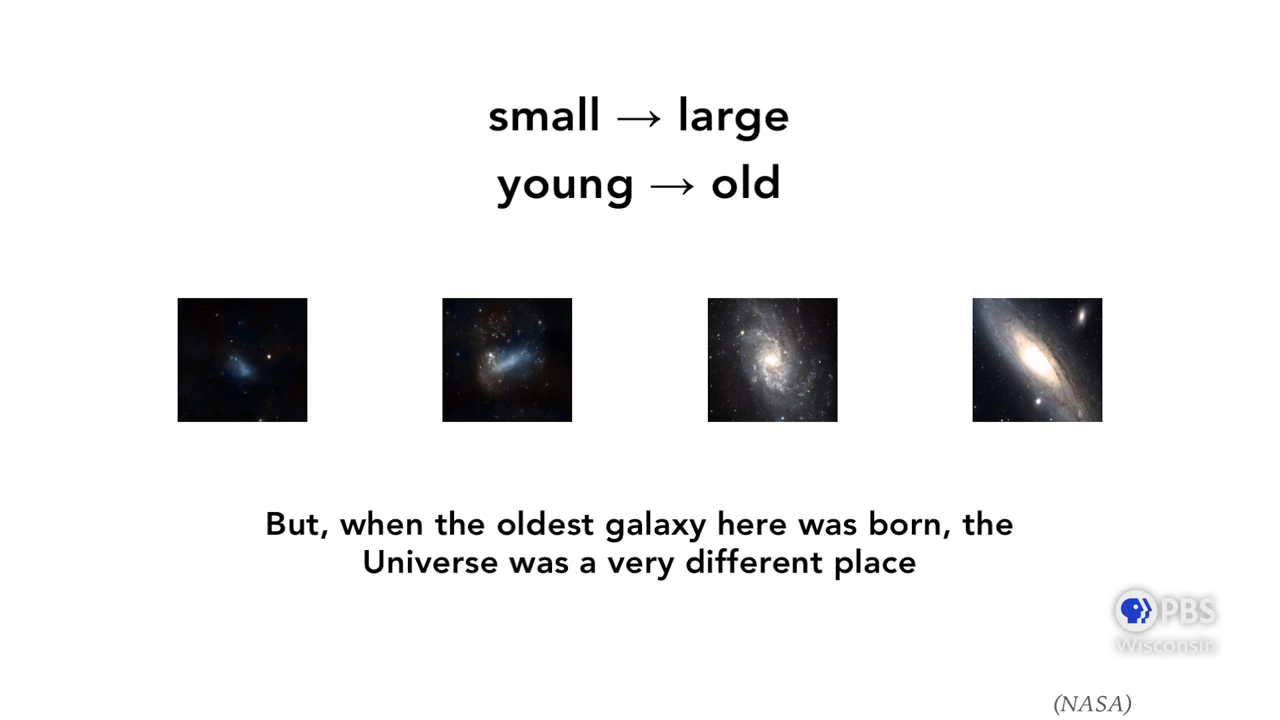 small → large
young → old
But, when the oldest galaxy here was born, the
Universe was a very different place
PBS
Wisconsin
(NASA)